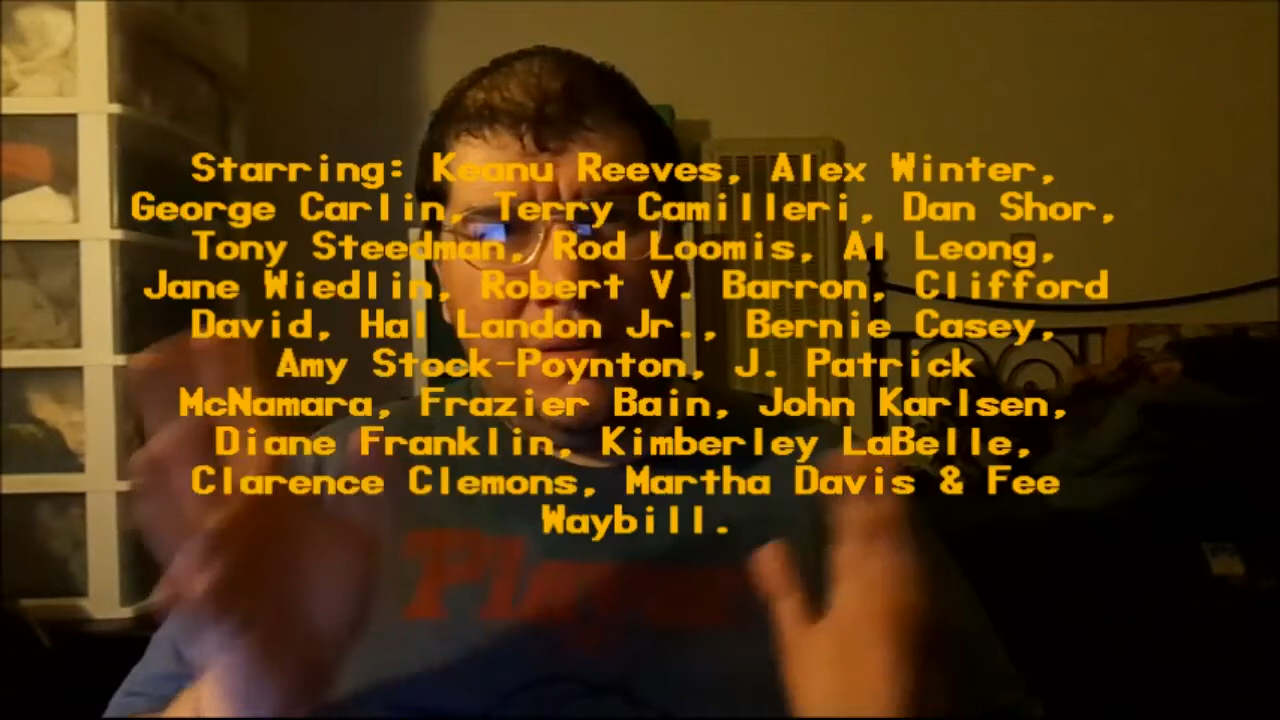 Starring: Keanu Reeves, Alex Winter,
George Carlin, Terry Camilleri, Dan Shor,
Tony Steedman, Rod Loomis, Al Leong,
Jane Wiedlin, Robert V. Barron, Clifford
David, Hal Landon Jr., Bernie Casey,
Amy Stock-Poynton, J. Patrick
McNamara, Frazier Bain, John Karlsen,
Diane Franklin, Kimberley LaBelle,
Clarence Clemons, Martha Davis & Fee
Waybill.